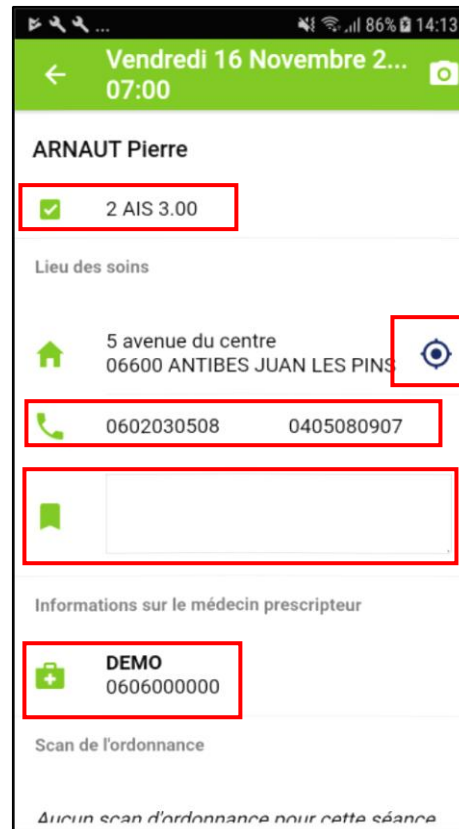 ... 86% 14:13
Vendredi 16 Novembre 2...
07:00
ARNAUT Pierre
2 AIS 3.00
Lieu des soins
5 avenue du centre
06600 ANTIBES JUAN LES PINS
0602030508 0405080907
Informations sur le médecin prescripteur
DEMO
0606000000
Scan de l'ordonnance
Aucun scan d'ordonnance pour cette séance